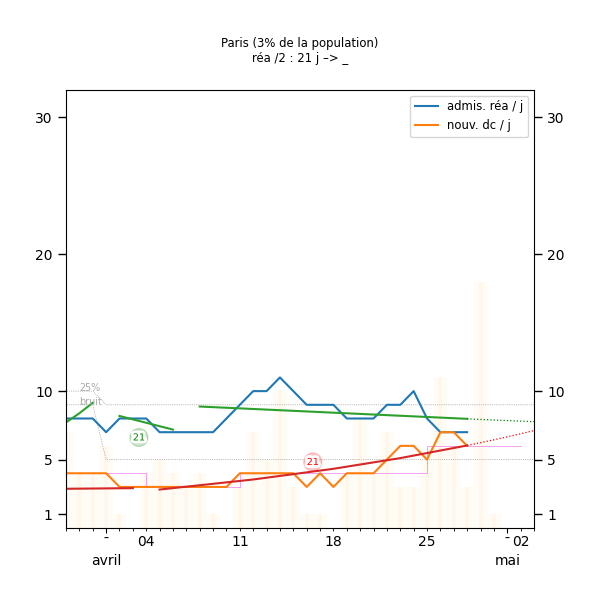 Paris (3% de la population)
réa /2 : 21 j –> _
admis. réa / j
nouv. dc / j
30
30
20
20
25%
bruit
10
10
21
21
5
5
1
1
- 04 11 18 25 - 02
avril mai